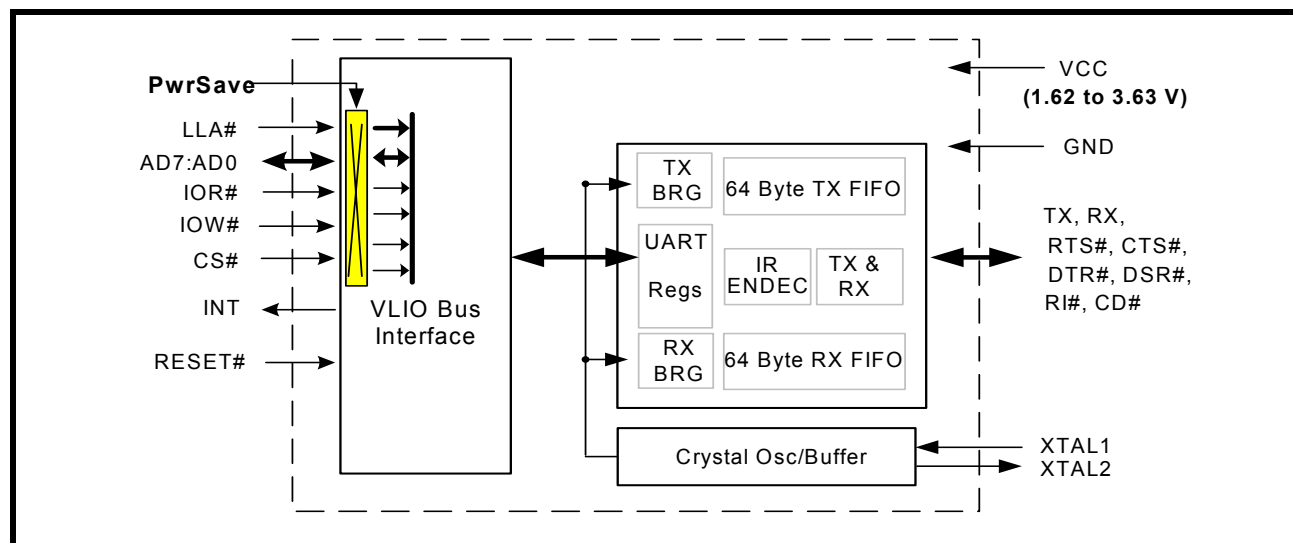 PwrSave
LLA#
AD7:AD0
IOR#
IOW#
CS#
INT
RESET#
VLIO Bus
Interface
TX
BRG
64 Byte TX FIFO
UART
Regs
IR
ENDEC
TX &
RX
RX
BRG
64 Byte RX FIFO
Crystal Osc/Buffer
VCC
(1.62 to 3.63 V)
GND
TX, RX,
RTS#, CTS#,
DTR#, DSR#,
RI#, CD#
XTAL1
XTAL2